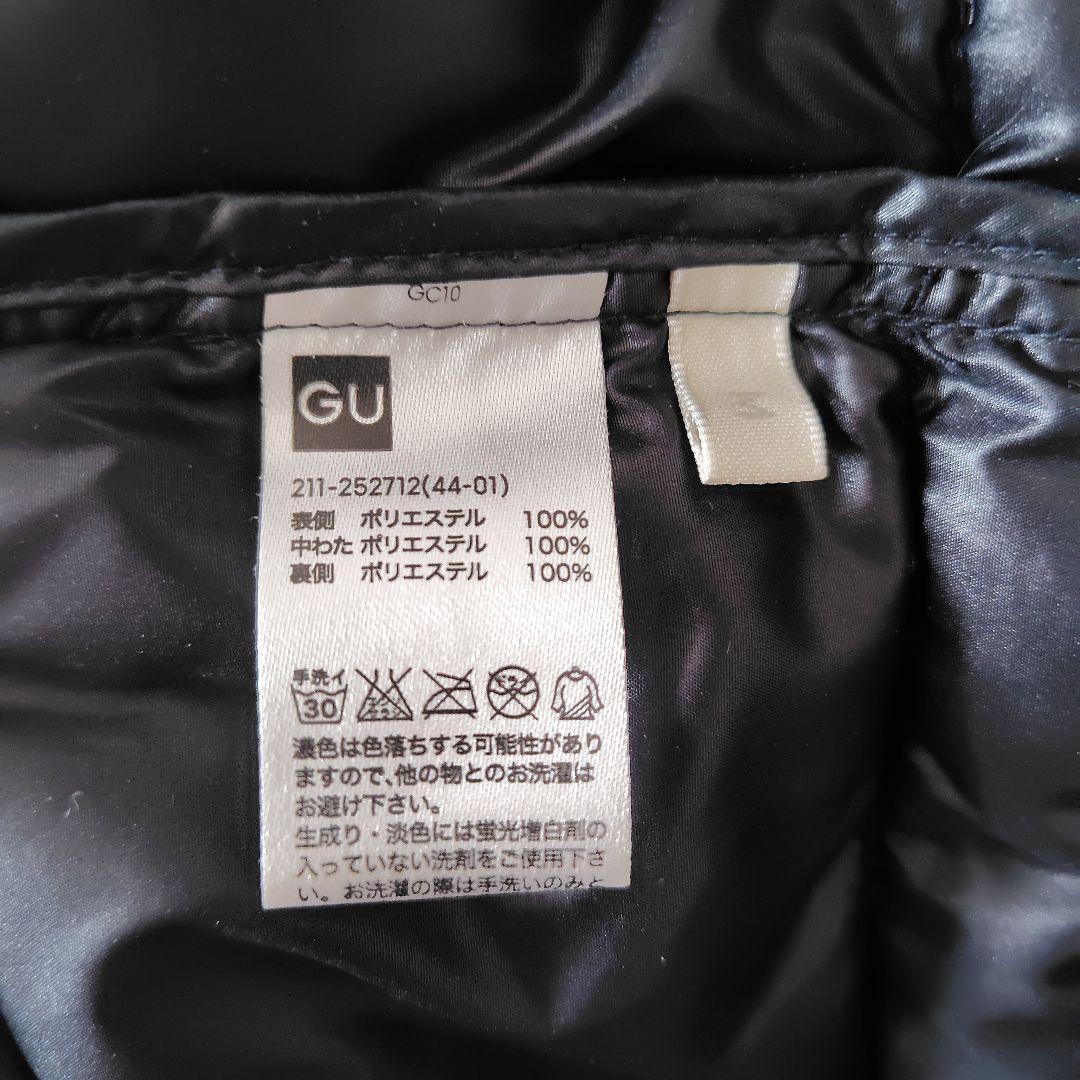 GC10
GU
M
211-252712(44-01)
表側 ポリエステル 100%
中わた ポリエステル 100%
裏側 ポリエステル 100%
手洗イ
30
ドライ
濃色は色落ちする可能性があり
ますので、他の物とのお洗濯は
お避け下さい。
生成り・淡色には蛍光増白剤の
入っていない洗剤をご使用下さ
い。お洗濯の際は手洗いのみと